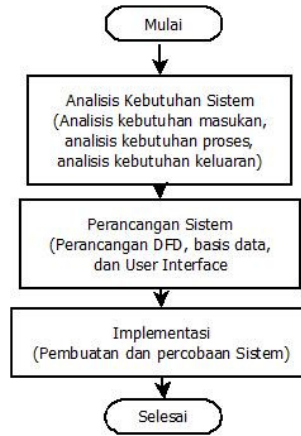 Mulai
Analisis Kebutuhan Sistem
(Analisis kebutuhan masukan,
analisis kebutuhan proses,
analisis kebutuhan keluaran)
Perancangan Sistem
(Perancangan DFD, basis data,
dan User Interface
Implementasi
(Pembuatan dan percobaan Sistem)
Selesai